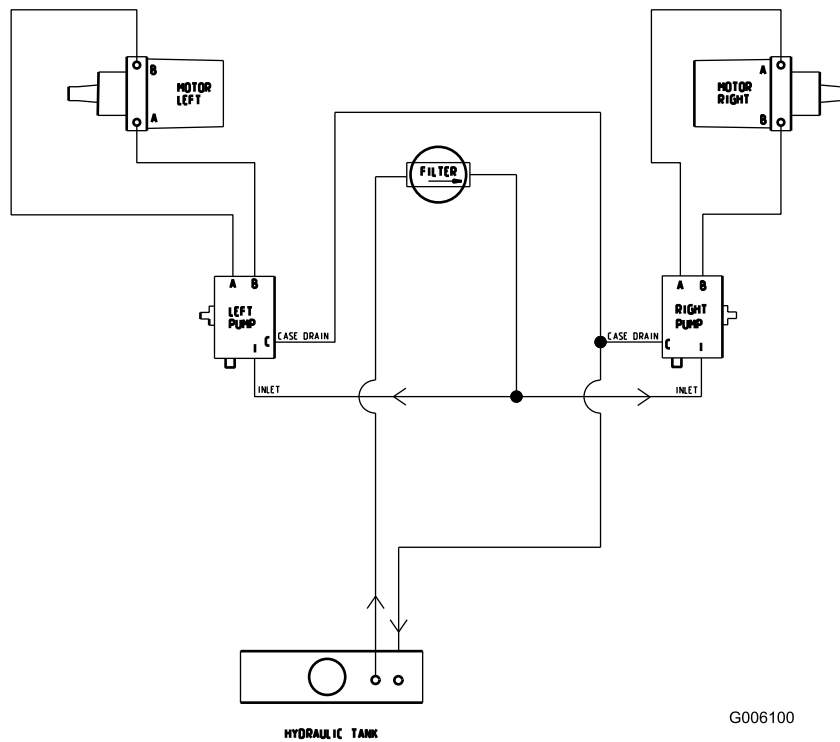 B
MOTOR
LEFT
A
A
MOTOR
RIGHT
B
FILTER
A B
LEFT
PUMP
C
I
CASE DRAIN
INLET
A B
RIGHT
PUMP
C
I
CASE DRAIN
INLET
HYDRAULIC TANK
G006100